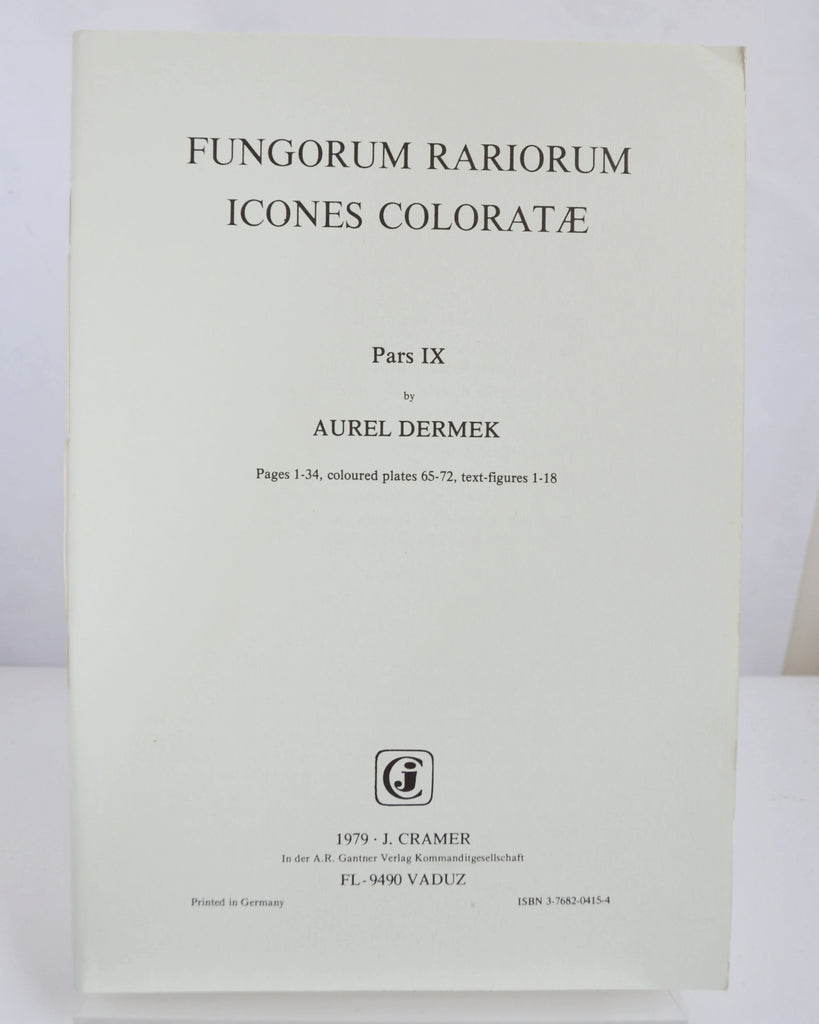 FUNGORUM RARIORUM
ICONES COLORATÆ
Pars IX
by
AUREL DERMEK
Pages 1-34, coloured plates 65-72, text-figures 1-18
jC
1979 · J. CRAMER
In der A.R. Gantner Verlag Kommanditgesellschaft
FL-9490 VADUZ
Printed in Germany ISBN 3-7682-0415-4